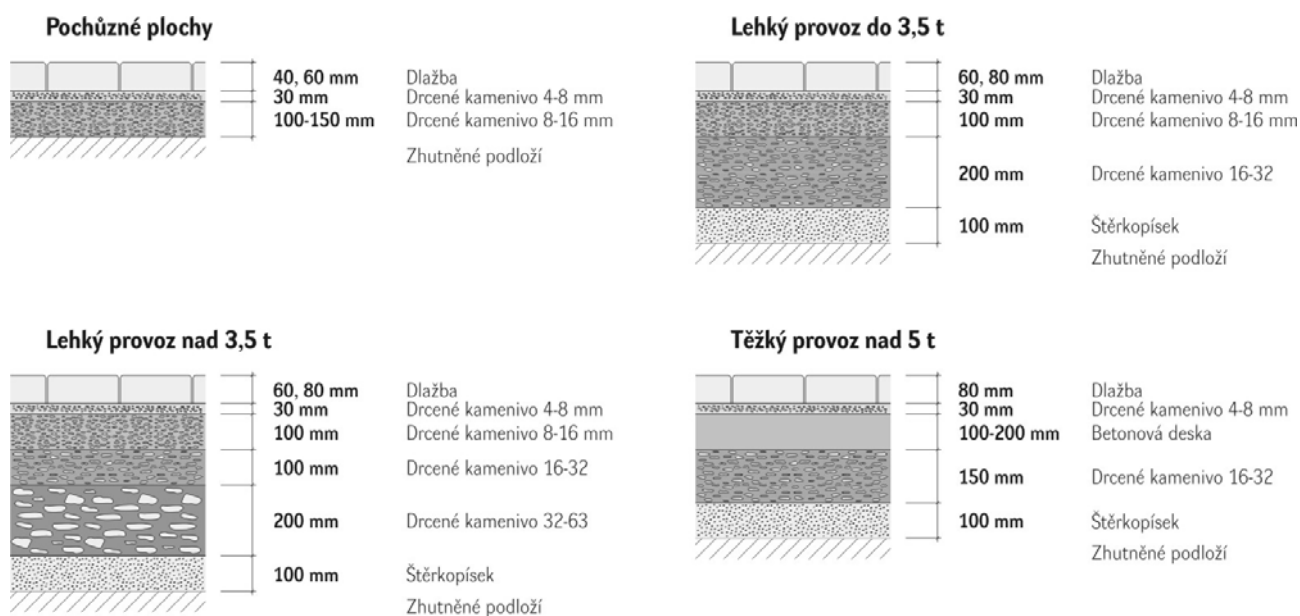 Pochůzné plochy
40, 60 mm Dlažba
30 mm Drcené kamenivo 4-8 mm
100-150 mm Drcené kamenivo 8-16 mm
Zhutněné podloží
Lehký provoz do 3,5 t
60, 80 mm Dlažba
30 mm Drcené kamenivo 4-8 mm
100 mm Drcené kamenivo 8-16 mm
200 mm Drcené kamenivo 16-32
100 mm Štěrkopísek
Zhutněné podloží
Lehký provoz nad 3,5 t
60, 80 mm Dlažba
30 mm Drcené kamenivo 4-8 mm
100 mm Drcené kamenivo 8-16 mm
100 mm Drcené kamenivo 16-32
200 mm Drcené kamenivo 32-63
100 mm Štěrkopísek
Zhutněné podloží
Těžký provoz nad 5 t
80 mm Dlažba
30 mm Drcené kamenivo 4-8 mm
100-200 mm Betonová deska
150 mm Drcené kamenivo 16-32
100 mm Štěrkopísek
Zhutněné podloží